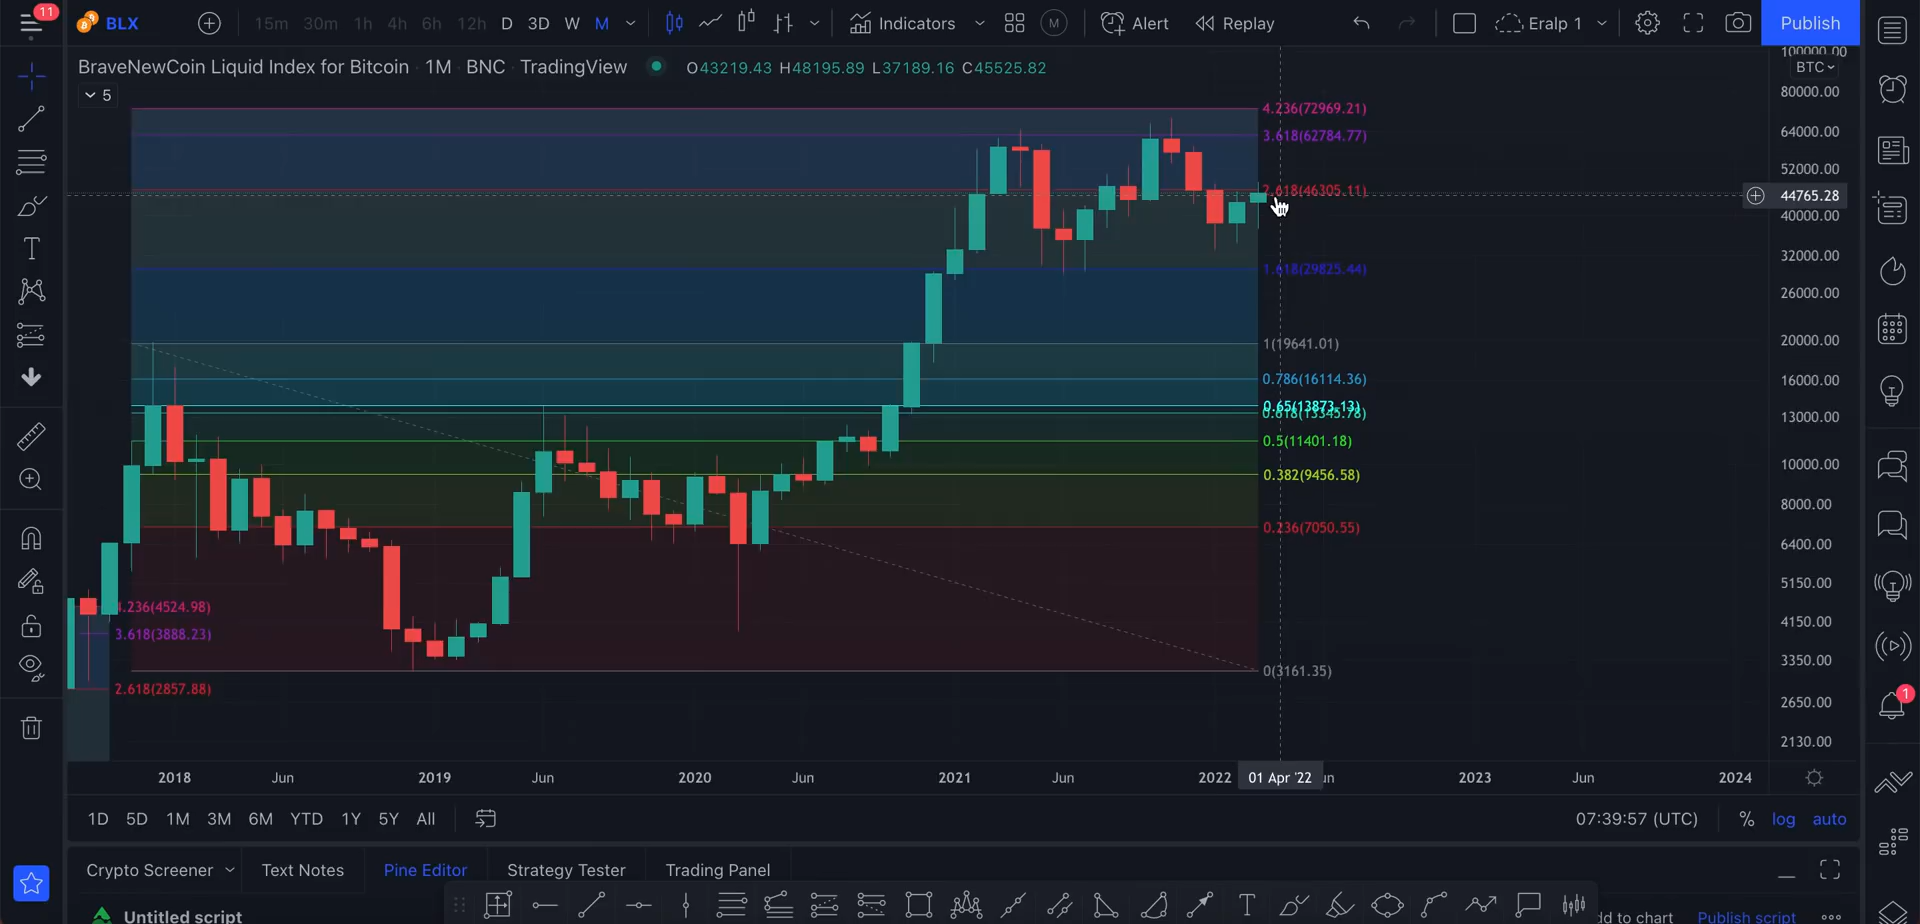 11
BLX
15m 30m 1h 4h 6h 12h D 3D W M
Indicators
M
Alert
Replay
Eralp 1
Publish
BraveNewCoin Liquid Index for Bitcoin 1M BNC TradingView O43219.43 H48195.89 L37189.16 C45525.82
5
100000.00
BTC
80000.00
64000.00
52000.00
44765.28
40000.00
32000.00
26000.00
20000.00
16000.00
13000.00
10000.00
8000.00
6400.00
5150.00
4150.00
3350.00
2650.00
2130.00
4.236(72969.21)
3.618(62784.77)
2.618(46305.11)
1.618(29825.44)
1(19641.01)
0.786(16114.36)
0.65(13873.13)
0.618(13345.78)
0.5(11401.18)
0.382(9456.58)
0.236(7050.55)
0(3161.35)
4.236(4524.98)
3.618(3888.23)
2.618(2857.88)
1
2018 Jun 2019 Jun 2020 Jun 2021 Jun 2022 01 Apr '22 un 2023 Jun 2024
1D 5D 1M 3M 6M YTD 1Y 5Y All
07:39:57 (UTC) % log auto
Crypto Screener Text Notes Pine Editor Strategy Tester Trading Panel
Untitled script
dd to chart Publish script